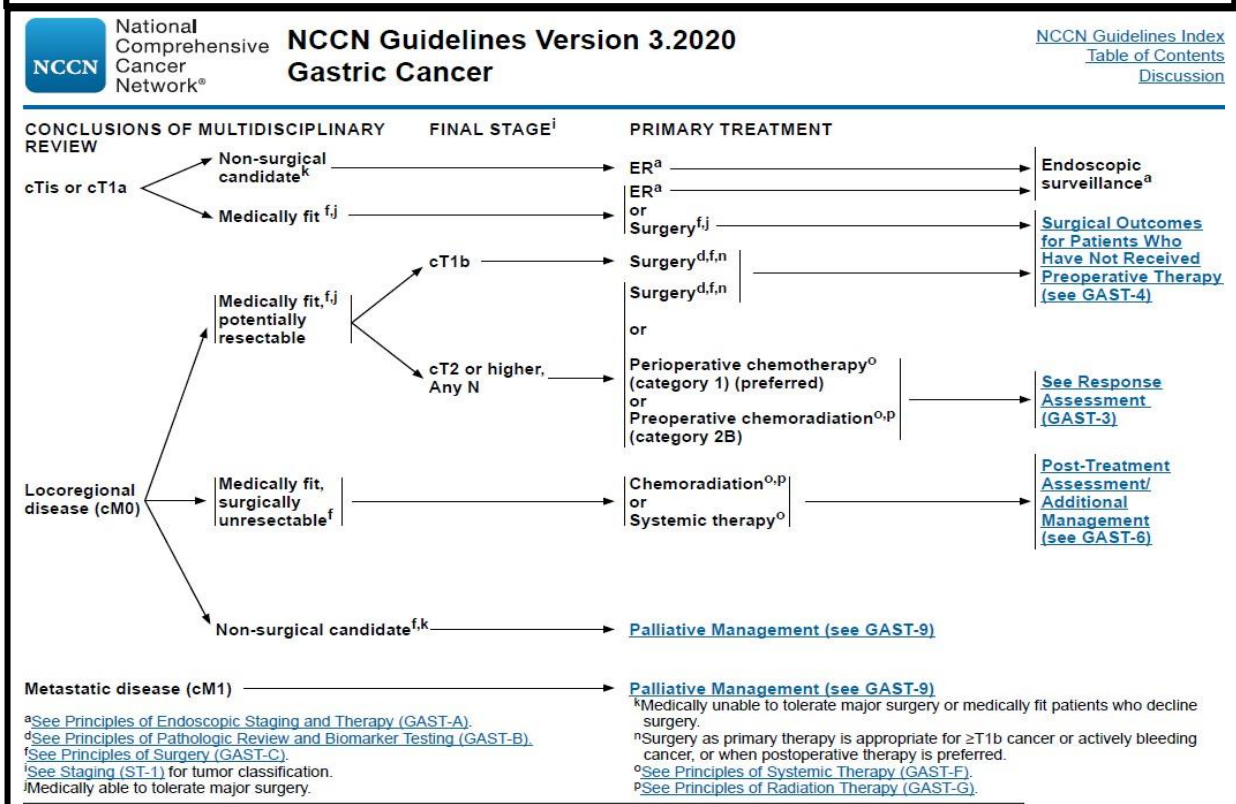 NCCN
National
Comprehensive
Cancer
Network®
NCCN Guidelines Version 3.2020
Gastric Cancer
NCCN Guidelines Index
Table of Contents
Discussion
CONCLUSIONS OF MULTIDISCIPLINARY
REVIEW
FINAL STAGEi
PRIMARY TREATMENT
cTis or cT1a
Non-surgical
candidatek
ERa
Endoscopic
surveillancea
Medically fit f,j
ERa
or
Surgeryf,j
Surgical Outcomes
for Patients Who
Have Not Received
Preoperative Therapy
(see GAST-4)
Locoregional
disease (cM0)
Medically fit,f,j
potentially
resectable
cT1b
Surgeryd,f,n
cT2 or higher,
Any N
Surgeryd,f,n
or
Perioperative chemotherapyo
(category 1) (preferred)
or
Preoperative chemoradiationo,p
(category 2B)
See Response
Assessment
(GAST-3)
Medically fit,
surgically
unresectablef
Chemoradiationo,p
or
Systemic therapyo
Post-Treatment
Assessment/
Additional
Management
(see GAST-6)
Non-surgical candidatef,k
Palliative Management (see GAST-9)
Metastatic disease (cM1)
Palliative Management (see GAST-9)
aSee Principles of Endoscopic Staging and Therapy (GAST-A).
dSee Principles of Pathologic Review and Biomarker Testing (GAST-B).
fSee Principles of Surgery (GAST-C).
iSee Staging (ST-1) for tumor classification.
jMedically able to tolerate major surgery.
kMedically unable to tolerate major surgery or medically fit patients who decline
surgery.
nSurgery as primary therapy is appropriate for ≥T1b cancer or actively bleeding
cancer, or when postoperative therapy is preferred.
oSee Principles of Systemic Therapy (GAST-F).
pSee Principles of Radiation Therapy (GAST-G).